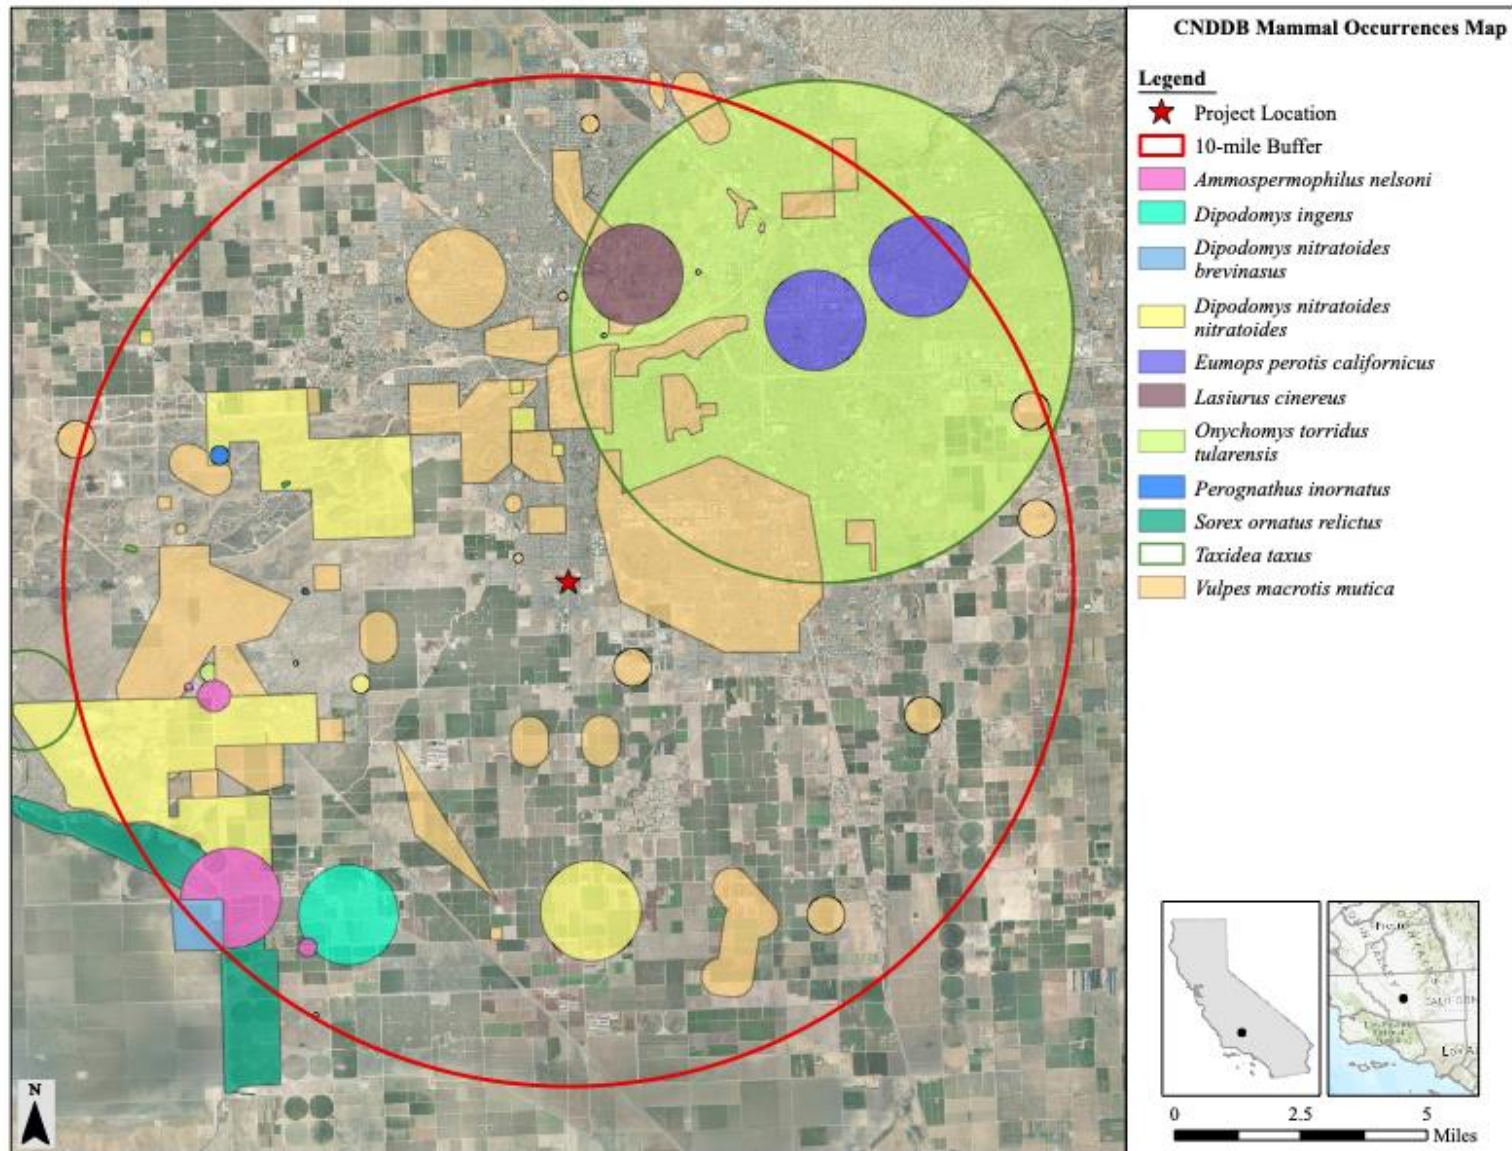 CNDDB Mammal Occurrences Map
Legend
Project Location
10-mile Buffer
Ammospermophilus nelsoni
Dipodomys ingens
Dipodomys nitratoides
brevinasus
Dipodomys nitratoides
nitratoides
Eumops perotis californicus
Lasiurus cinereus
Onychomys torridus
tularensis
Perognathus inornatus
Sorex ornatus relictus
Taxidea taxus
Vulpes macrotis mutica
N
0 2.5 5
Miles